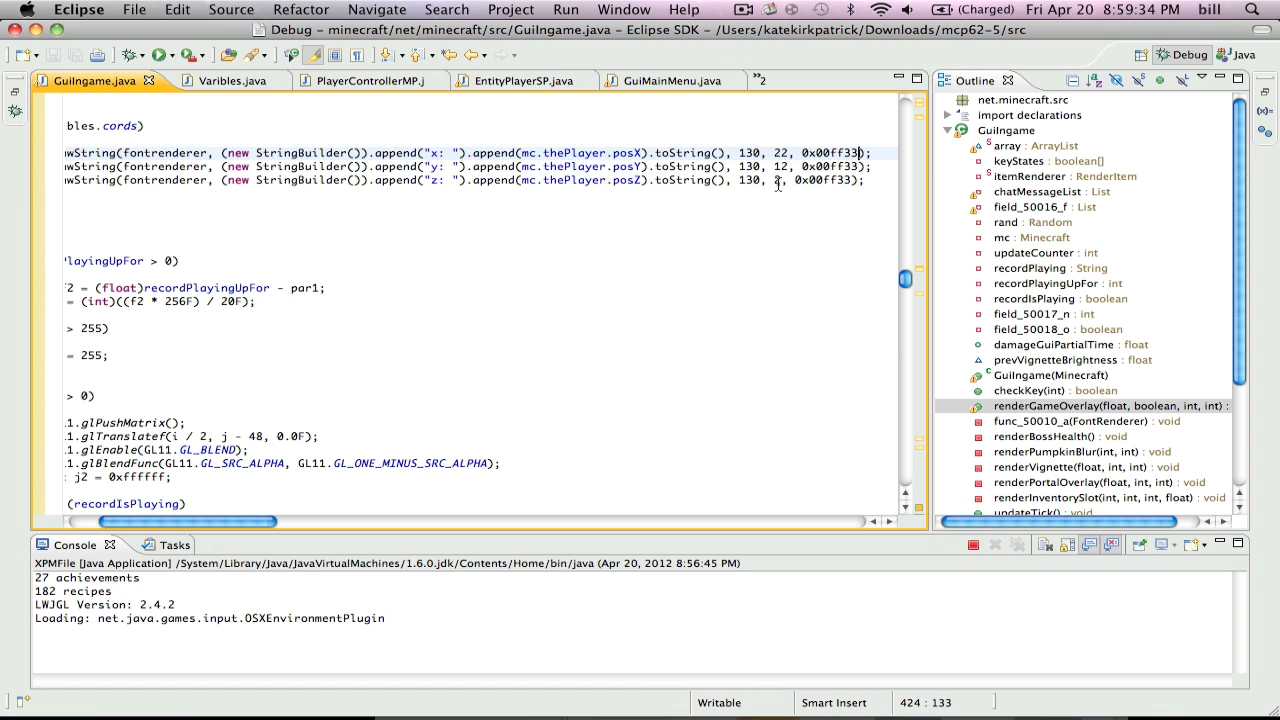 Eclipse File Edit Source Refactor Navigate Search Project Run Window Help (Charged) Fri Apr 20 8:59:34 PM bill
Debug - minecraft/net/minecraft/src/GuiIngame.java - Eclipse SDK - /Users/katekirkpatrick/Downloads/mcp62-5/src
Debug Java
GuiIngame.java Varibles.java PlayerControllerMP.j EntityPlayerSP.java GuiMainMenu.java »2
bles.cords)
wString(fontrenderer, (new StringBuilder()).append("x: ").append(mc.thePlayer.posX).toString(), 130, 22, 0x00ff33);
wString(fontrenderer, (new StringBuilder()).append("y: ").append(mc.thePlayer.posY).toString(), 130, 12, 0x00ff33);
wString(fontrenderer, (new StringBuilder()).append("z: ").append(mc.thePlayer.posZ).toString(), 130, 2, 0x00ff33);
PlayingUpFor > 0)
f2 = (float)recordPlayingUpFor - par1;
= (int)((f2 * 256F) / 20F);
> 255)
= 255;
> 0)
.1.glPushMatrix();
.1.glTranslatef(i / 2, j - 48, 0.0F);
.1.glEnable(GL11.GL_BLEND);
.1.glBlendFunc(GL11.GL_SRC_ALPHA, GL11.GL_ONE_MINUS_SRC_ALPHA);
j2 = 0xffffff;
(recordIsPlaying)
Outline
net.minecraft.src
import declarations
GuiIngame
array : ArrayList
keyStates : boolean[]
itemRenderer : RenderItem
chatMessageList : List
field_50016_f : List
rand : Random
mc : Minecraft
updateCounter : int
recordPlaying : String
recordPlayingUpFor : int
recordIsPlaying : boolean
field_50017_n : int
field_50018_o : int
damageGuiPartialTime : float
prevVignetteBrightness : float
GuiIngame(Minecraft)
checkKey(int) : boolean
renderGameOverlay(float, boolean, int, int) :
func_50010_a(FontRenderer) : void
renderBossHealth() : void
renderPumpkinBlur(int, int) : void
renderVignette(float, int, int) : void
renderPortalOverlay(float, int, int) : void
renderInventorySlot(int, int, int, float) : void
updateTick() : void
Console Tasks
XPMFile [Java Application] /System/Library/Java/JavaVirtualMachines/1.6.0.jdk/Contents/Home/bin/java (Apr 20, 2012 8:56:45 PM)
27 achievements
182 recipes
LWJGL Version: 2.4.2
Loading: net.java.games.input.OSXEnvironmentPlugin
Writable Smart Insert 424 : 133